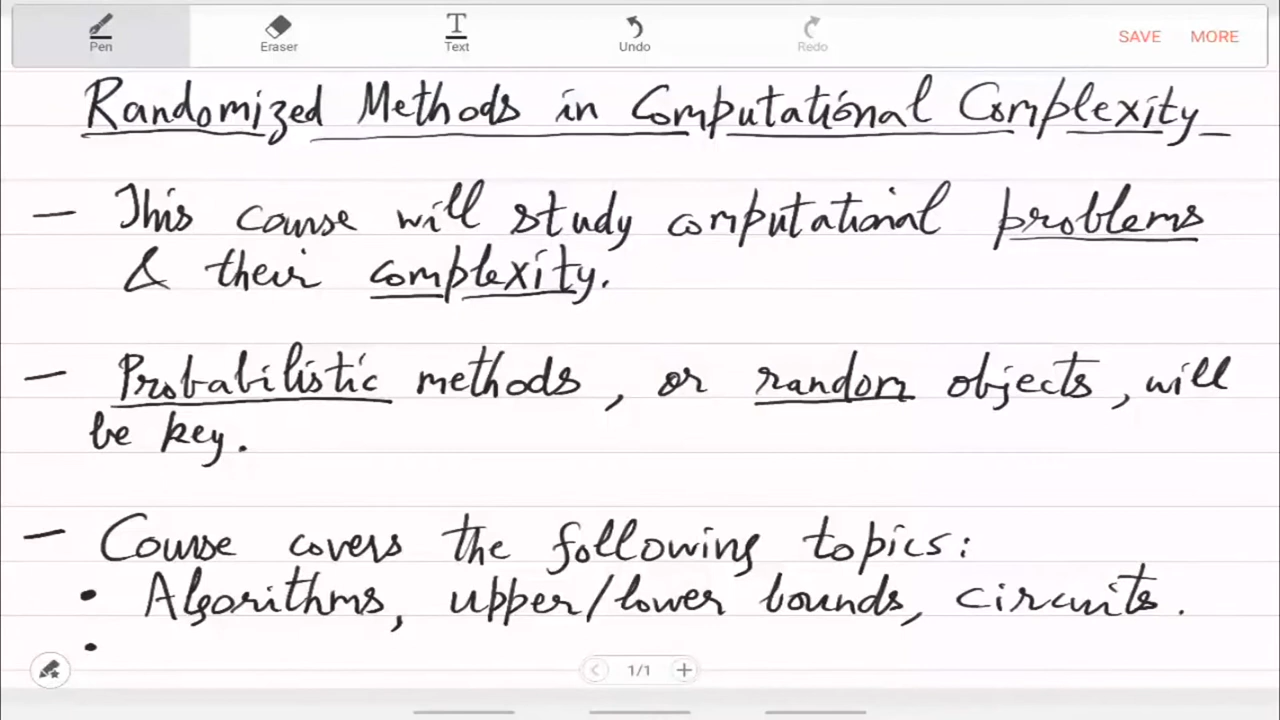 Pen Eraser Text Undo Redo SAVE MORE
Randomized Methods in Computational Complexity
- This course will study computational problems
& their complexity.
- Probabilistic methods, or random objects, will
be key.
- Course covers the following topics:
• Algorithms, upper/lower bounds, circuits.
•
1/1